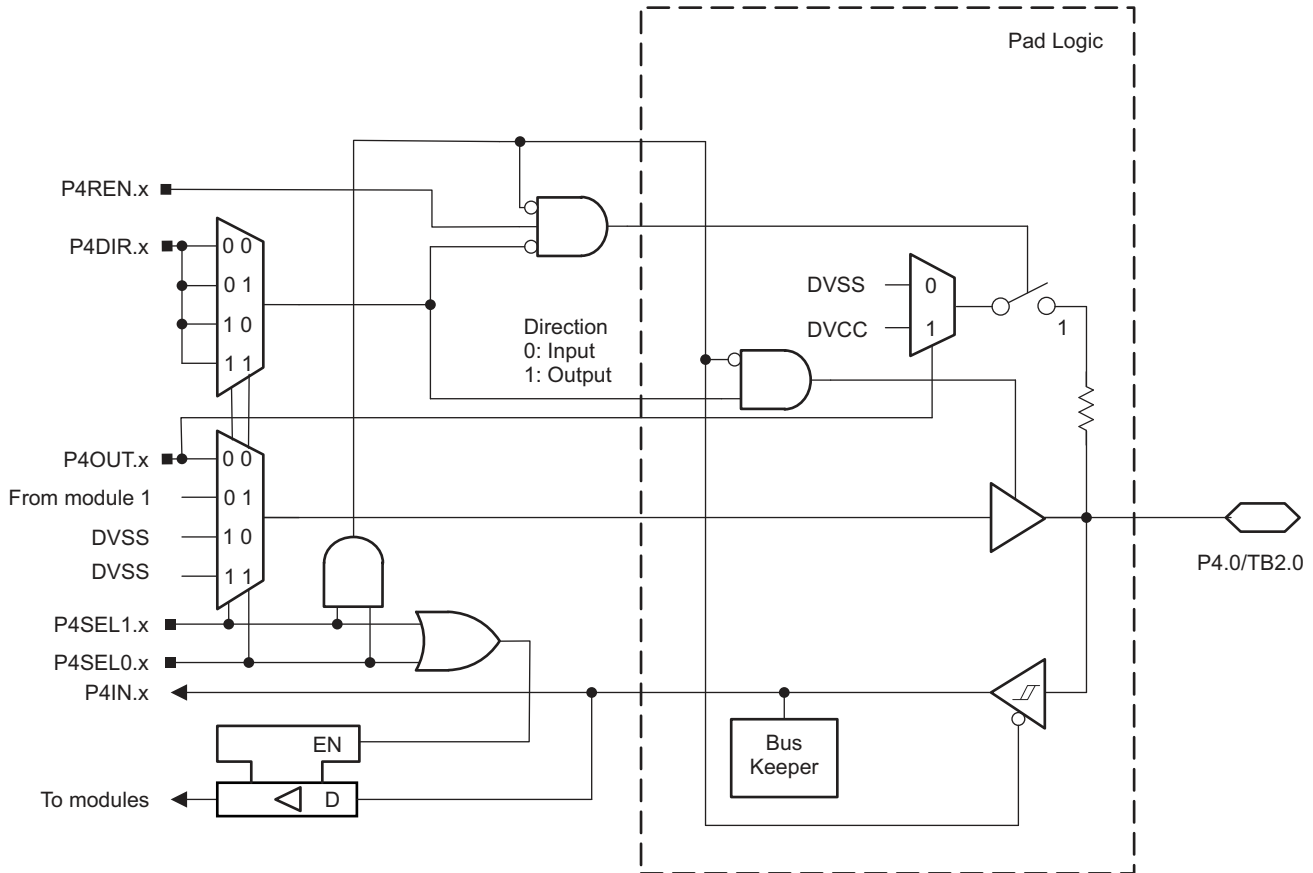 Pad Logic
P4REN.x
P4DIR.x
0 0
0 1
1 0
1 1
Direction
0: Input
1: Output
DVSS
0
DVCC
1
1
P4OUT.x
0 0
From module 1
0 1
DVSS
1 0
DVSS
1 1
P4.0/TB2.0
P4SEL1.x
P4SEL0.x
P4IN.x
Bus
Keeper
EN
To modules
D